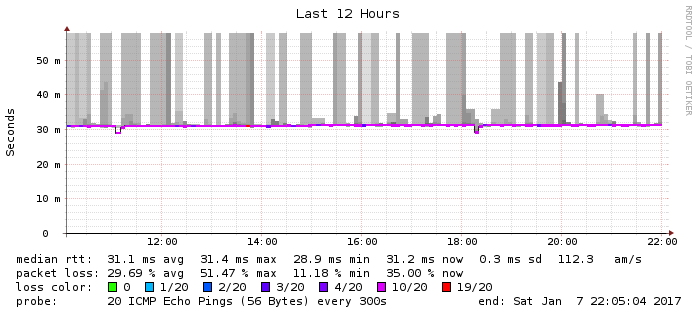 Last 12 Hours
RRDTOOL / TOBI OETIKER
Seconds
50 m
40 m
30 m
20 m
10 m
0
12:00 14:00 16:00 18:00 20:00 22:00
median rtt: 31.1 ms avg 31.4 ms max 28.9 ms min 31.2 ms now 0.3 ms sd 112.3 am/s
packet loss: 29.69 % avg 51.47 % max 11.18 % min 35.00 % now
loss color: 0 1/20 2/20 3/20 4/20 10/20 19/20
probe: 20 ICMP Echo Pings (56 Bytes) every 300s end: Sat Jan 7 22:05:04 2017